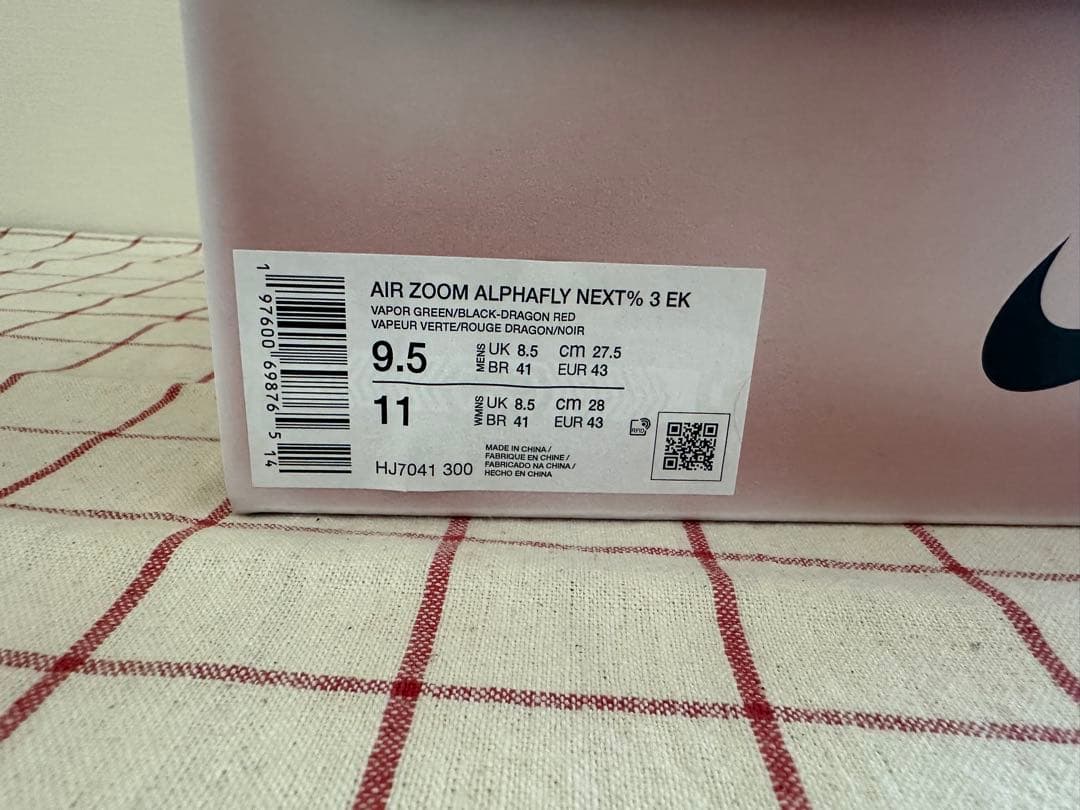 1 97600 69876 5 14
AIR ZOOM ALPHAFLY NEXT% 3 EK
VAPOR GREEN/BLACK-DRAGON RED
VAPEUR VERTE/ROUGE DRAGON/NOIR
9.5 MENS UK 8.5 cm 27.5
BR 41 EUR 43
11 WMNS UK 8.5 cm 28
BR 41 EUR 43
RFID
HJ7041 300
MADE IN CHINA /
FABRIQUE EN CHINE /
FABRICADO NA CHINA /
HECHO EN CHINA